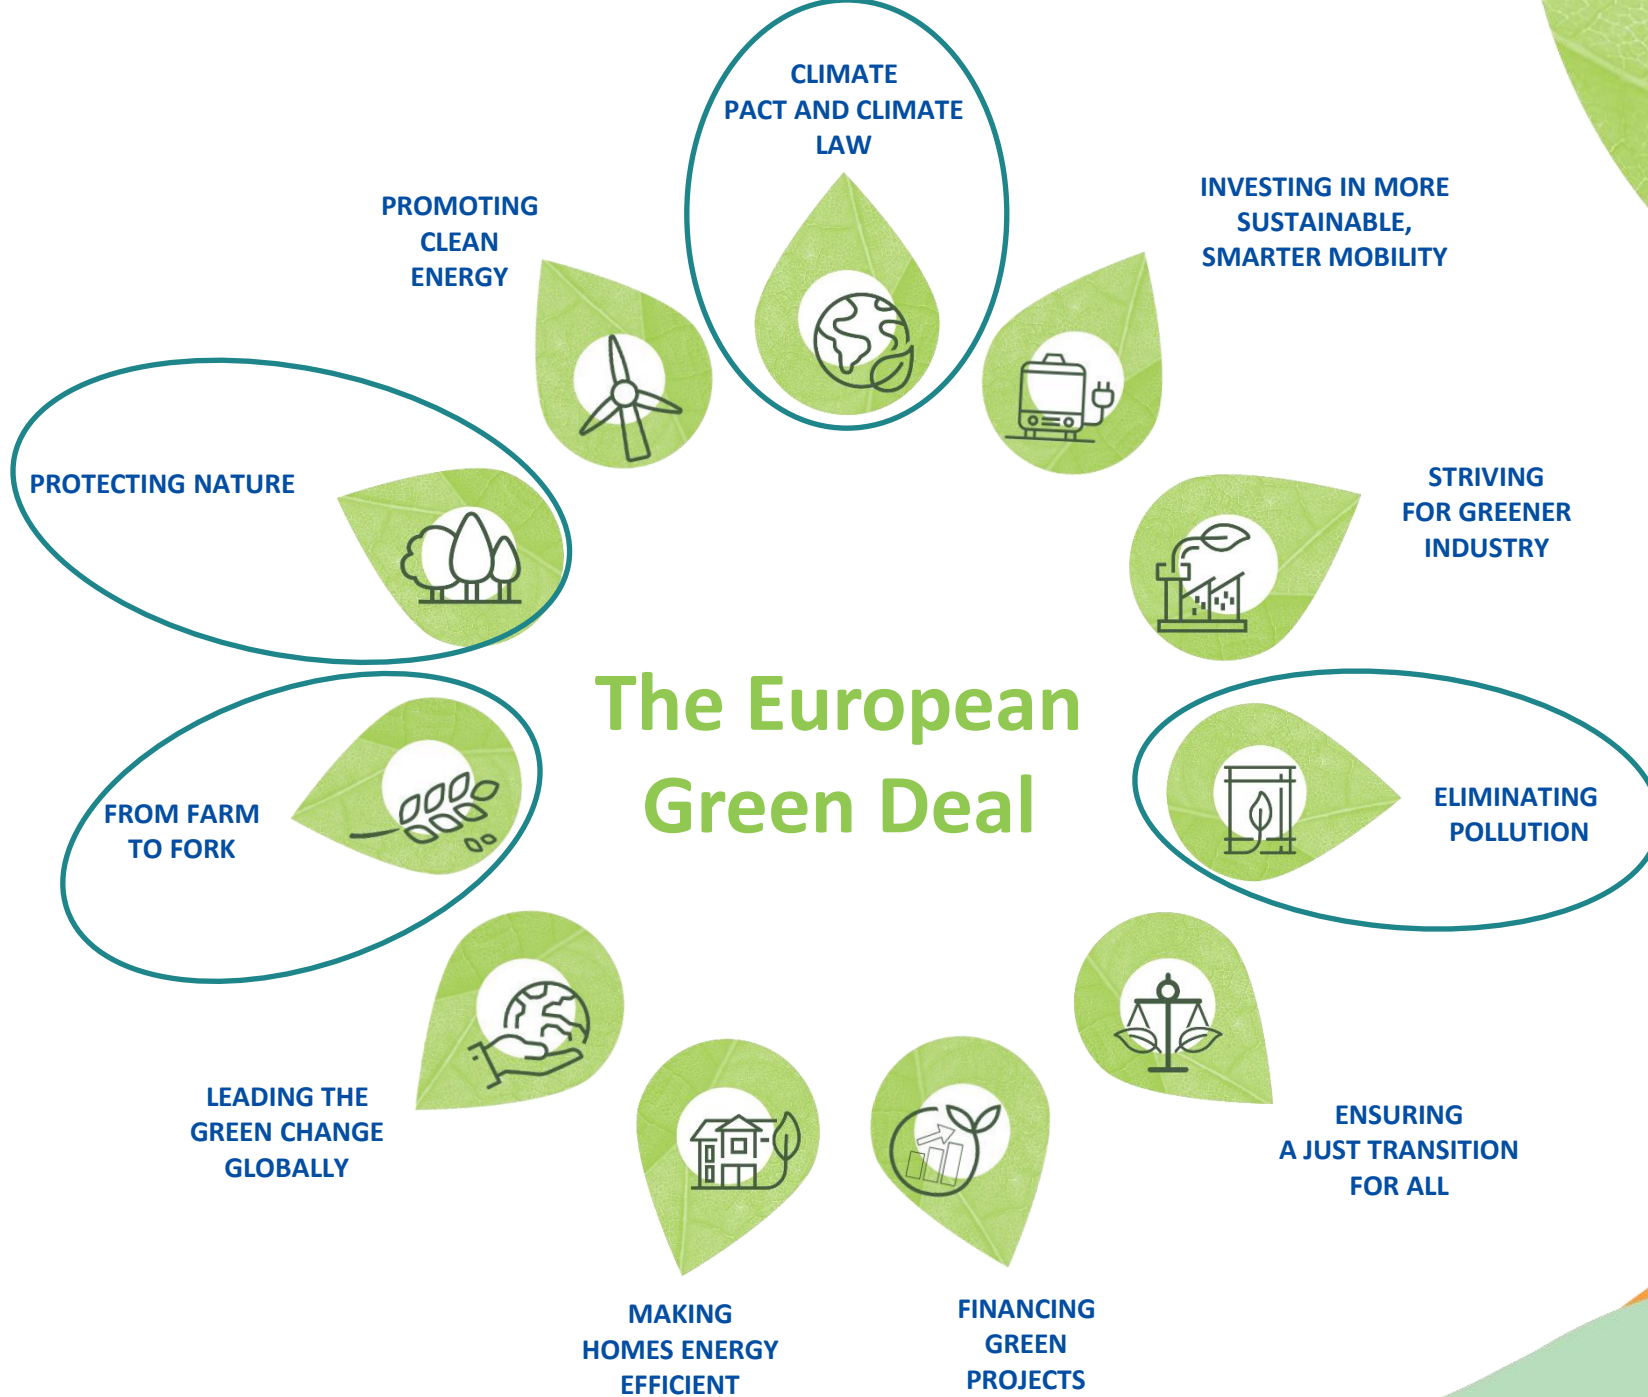 CLIMATE
PACT AND CLIMATE
LAW
INVESTING IN MORE
SUSTAINABLE,
SMARTER MOBILITY
PROMOTING
CLEAN
ENERGY
STRIVING
FOR GREENER
INDUSTRY
PROTECTING NATURE
The European
Green Deal
ELIMINATING
POLLUTION
FROM FARM
TO FORK
LEADING THE
GREEN CHANGE
GLOBALLY
ENSURING
A JUST TRANSITION
FOR ALL
MAKING
HOMES ENERGY
EFFICIENT
FINANCING
GREEN
PROJECTS